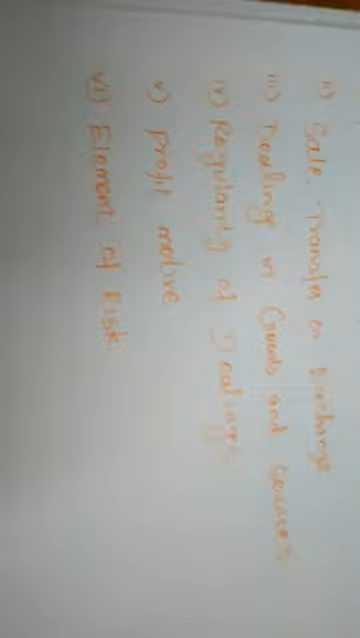 ii) Sale, Transfer or Exchange
iii) Dealing in Goods and Services
iv) Regularity of Dealings
v) Profit motive
vi) Element of Risk